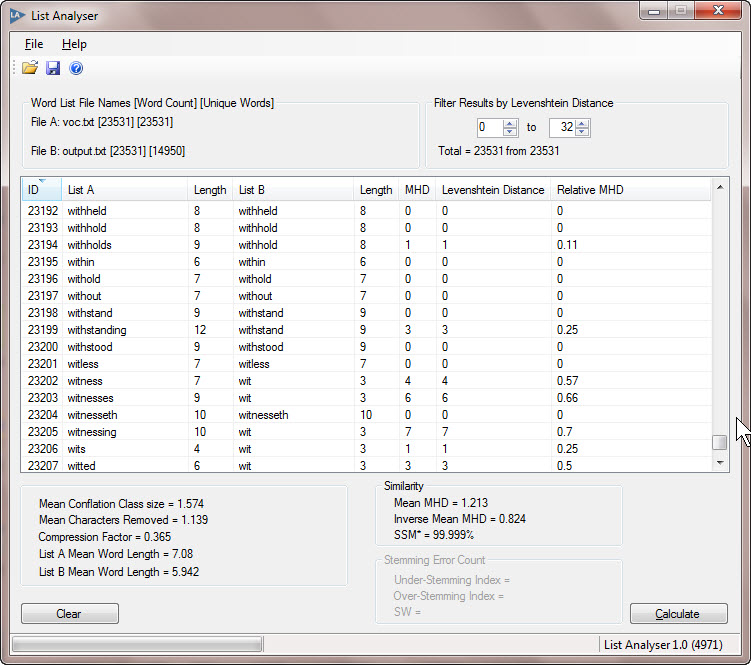 LA List Analyser
File Help
Word List File Names [Word Count] [Unique Words]
File A: voc.txt [23531] [23531]
File B: output.txt [23531] [14950]
Filter Results by Levenshtein Distance
0 to 32
Total = 23531 from 23531
ID List A Length List B Length MHD Levenshtein Distance Relative MHD
23192 withheld 8 withheld 8 0 0 0
23193 withhold 8 withhold 8 0 0 0
23194 withholds 9 withhold 8 1 1 0.11
23195 within 6 within 6 0 0 0
23196 withold 7 withold 7 0 0 0
23197 without 7 without 7 0 0 0
23198 withstand 9 withstand 9 0 0 0
23199 withstanding 12 withstand 9 3 3 0.25
23200 withstood 9 withstood 9 0 0 0
23201 witless 7 witless 7 0 0 0
23202 witness 7 wit 3 4 4 0.57
23203 witnesses 9 wit 3 6 6 0.66
23204 witnesseth 10 witnesseth 10 0 0 0
23205 witnessing 10 wit 3 7 7 0.7
23206 wits 4 wit 3 1 1 0.25
23207 witted 6 wit 3 3 3 0.5
Mean Conflation Class size = 1.574
Mean Characters Removed = 1.139
Compression Factor = 0.365
List A Mean Word Length = 7.08
List B Mean Word Length = 5.942
Similarity
Mean MHD = 1.213
Inverse Mean MHD = 0.824
SSM* = 99.999%
Stemming Error Count
Under-Stemming Index =
Over-Stemming Index =
SW =
Clear Calculate
List Analyser 1.0 (4971)